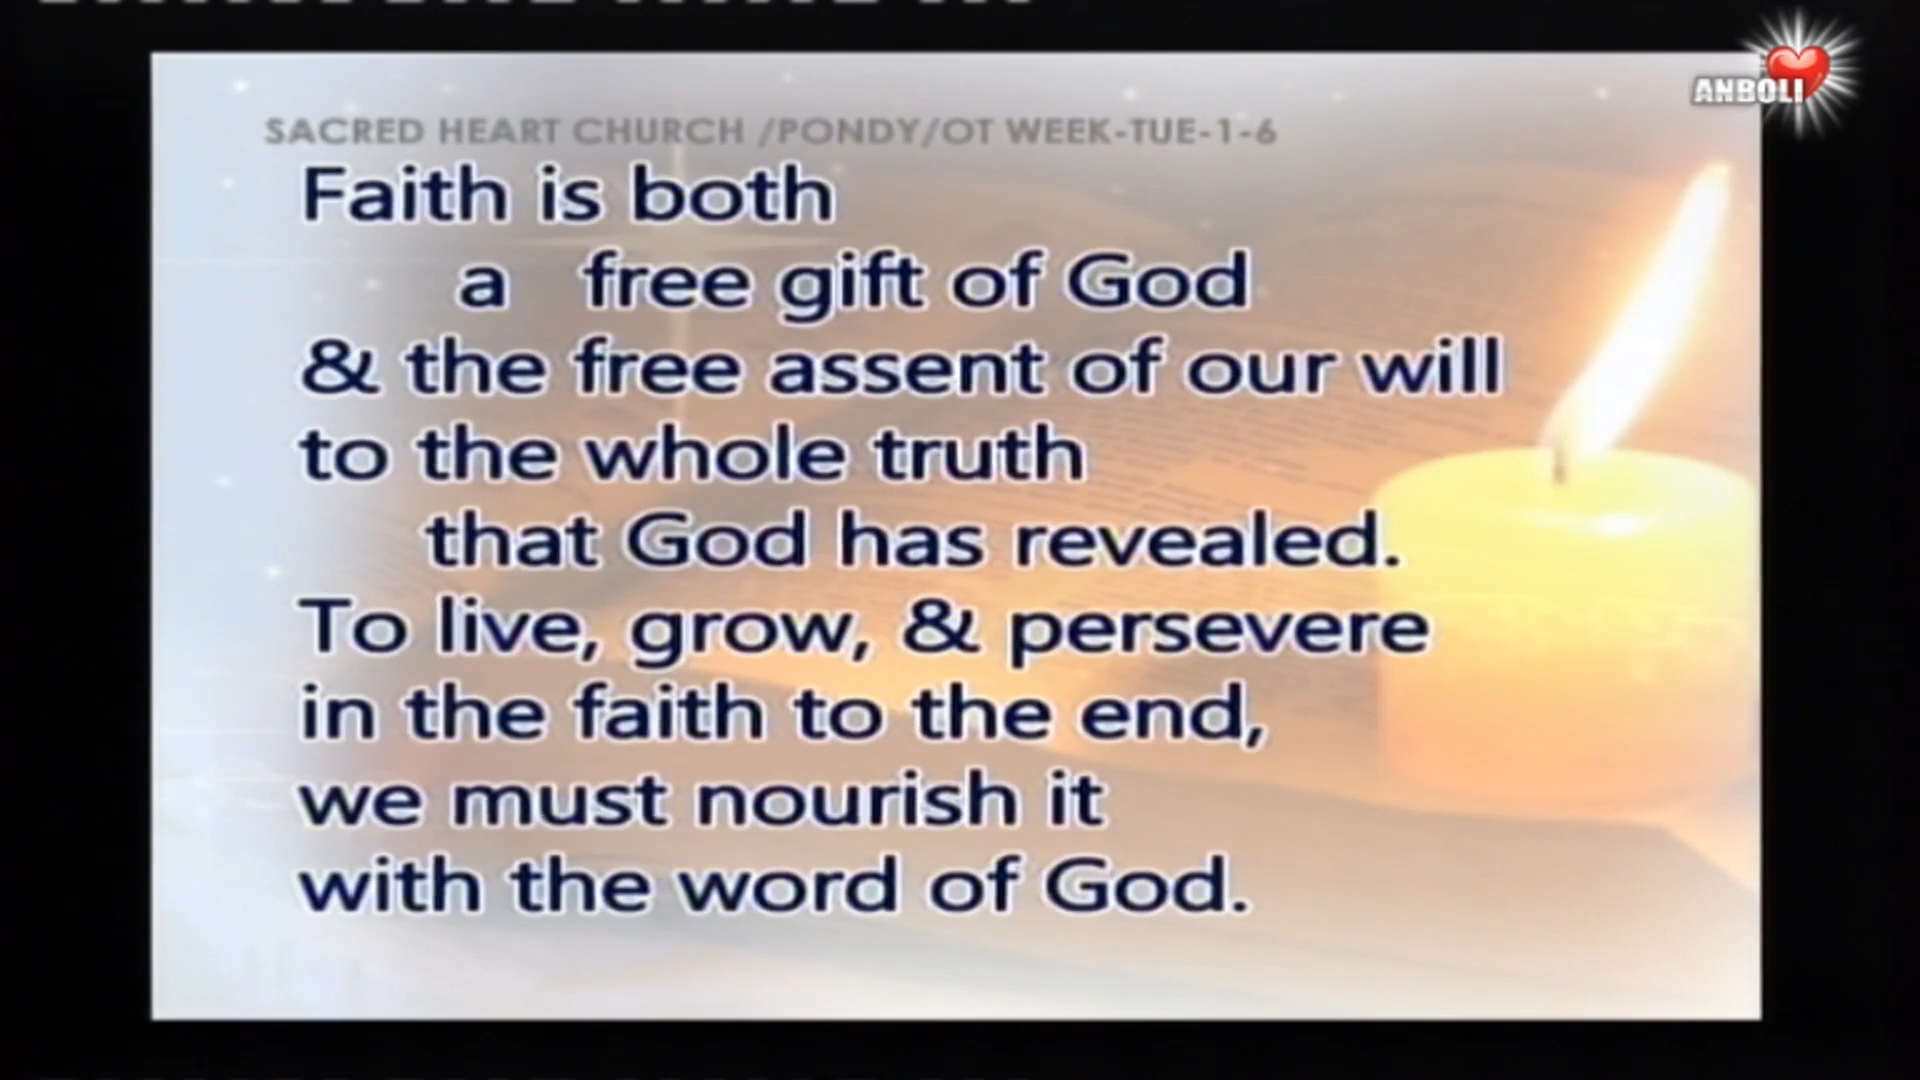 ANBOLI
SACRED HEART CHURCH /PONDY/OT WEEK-TUE-1-6
Faith is both
a free gift of God
& the free assent of our will
to the whole truth
that God has revealed.
To live, grow, & persevere
in the faith to the end,
we must nourish it
with the word of God.